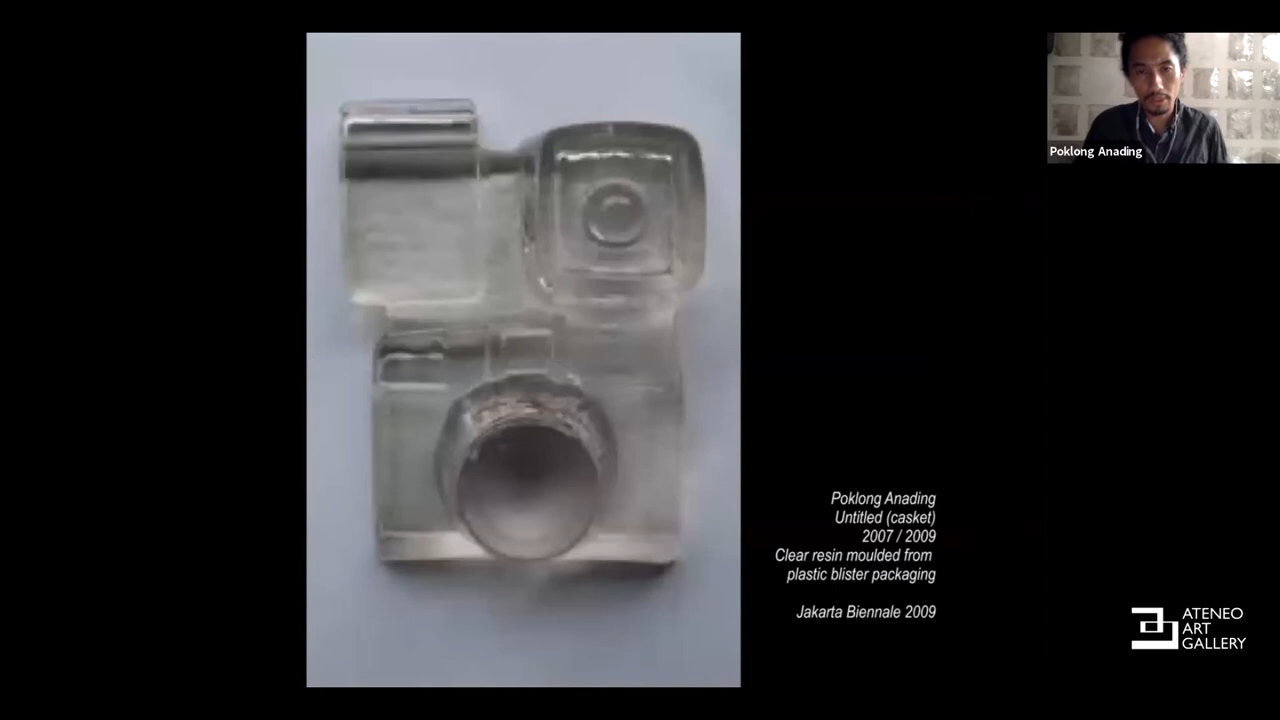 Poklong Anading
Poklong Anading
Untitled (casket)
2007 / 2009
Clear resin moulded from
plastic blister packaging
Jakarta Biennale 2009
ATENEO
ART
GALLERY